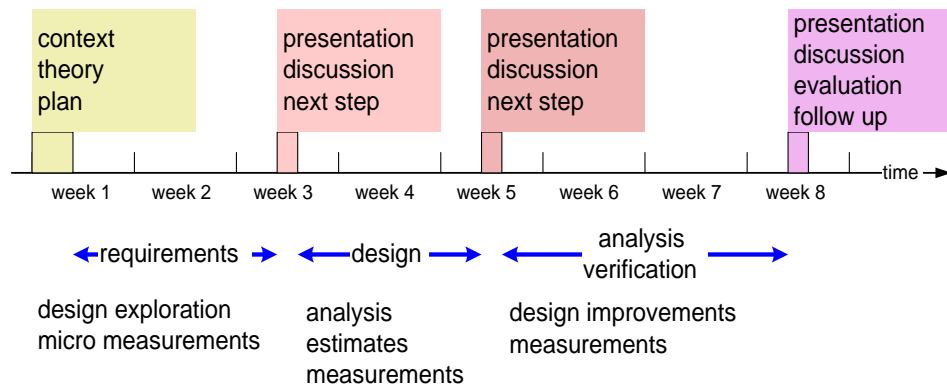 context
theory
plan
presentation
discussion
next step
presentation
discussion
next step
presentation
discussion
evaluation
follow up
time
week 1
week 2
week 3
week 4
week 5
week 6
week 7
week 8
requirements
design
analysis
verification
design exploration
micro measurements
analysis
estimates
measurements
design improvements
measurements